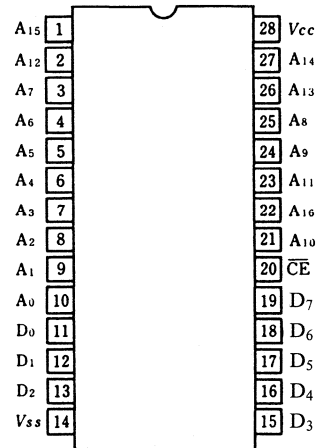 A15 1 28 Vcc
A12 2 27 A14
A7 3 26 A13
A6 4 25 A8
A5 5 24 A9
A4 6 23 A11
A3 7 22 A16
A2 8 21 A10
A1 9 20 C̅E̅
A0 10 19 D7
D0 11 18 D6
D1 12 17 D5
D2 13 16 D4
Vss 14 15 D3